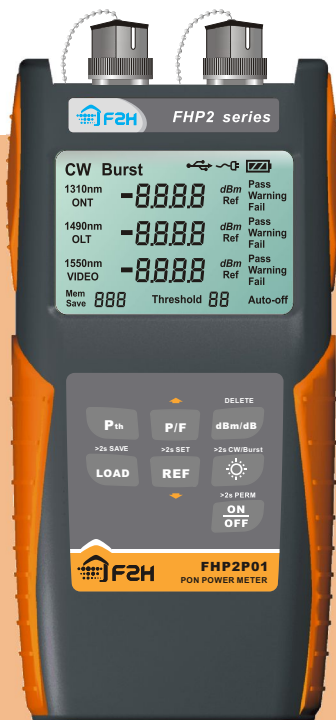 F2H FHP2 series
CW Burst
1310nm ONT -8.8.8.8 dBm Ref Pass Warning Fail
1490nm OLT -8.8.8.8 dBm Ref Pass Warning Fail
1550nm VIDEO -8.8.8.8 dBm Ref Pass Warning Fail
Mem Save 888 Threshold 88 Auto-off
DELETE
Pth P/F dBm/dB
>2s SAVE >2s SET >2s CW/Burst
LOAD REF
>2s PERM
ON
OFF
F2H FHP2P01
PON POWER METER